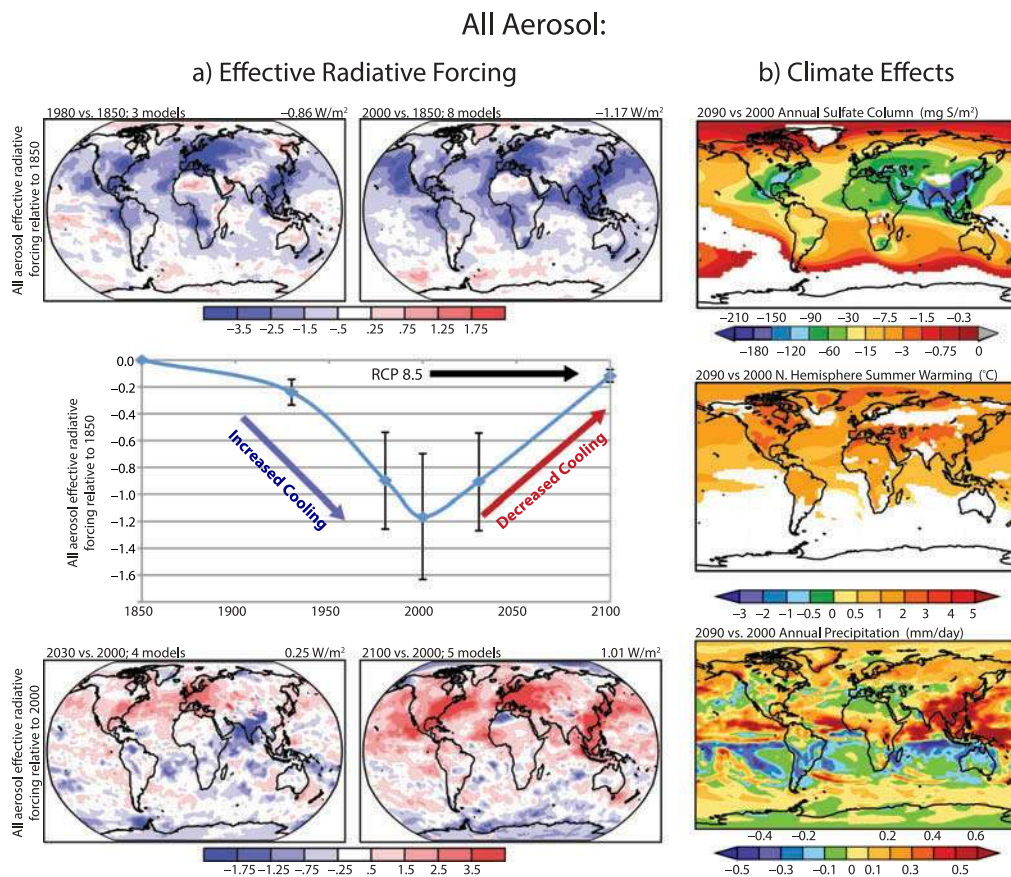 All Aerosol:
a) Effective Radiative Forcing
b) Climate Effects
1980 vs. 1850; 3 models
−0.86 W/m²
2000 vs. 1850; 8 models
−1.17 W/m²
All aerosol effective radiative
forcing relative to 1850
−3.5 −2.5 −1.5 −.5 .25 .75 1.25 1.75
0.0
−0.2
−0.4
−0.6
−0.8
−1.0
−1.2
−1.4
−1.6
All aerosol effective radiative
forcing relative to 1850
RCP 8.5
Increased Cooling
Decreased Cooling
1850 1900 1950 2000 2050 2100
2030 vs. 2000; 4 models
0.25 W/m²
2100 vs. 2000; 5 models
1.01 W/m²
All aerosol effective radiative
forcing relative to 2000
−1.75 −1.25 −.75 −.25 .5 1.5 2.5 3.5
2090 vs 2000 Annual Sulfate Column (mg S/m²)
−210 −150 −90 −30 −7.5 −1.5 −0.3
−180 −120 −60 −15 −3 −0.75 0
2090 vs 2000 N. Hemisphere Summer Warming (˚C)
−3 −2 −1 −0.5 0 0.5 1 2 3 4 5
2090 vs. 2000 Annual Precipitation (mm/day)
−0.4 −0.2 0.2 0.4 0.6
−0.5 −0.3 −0.1 0 0.1 0.3 0.5